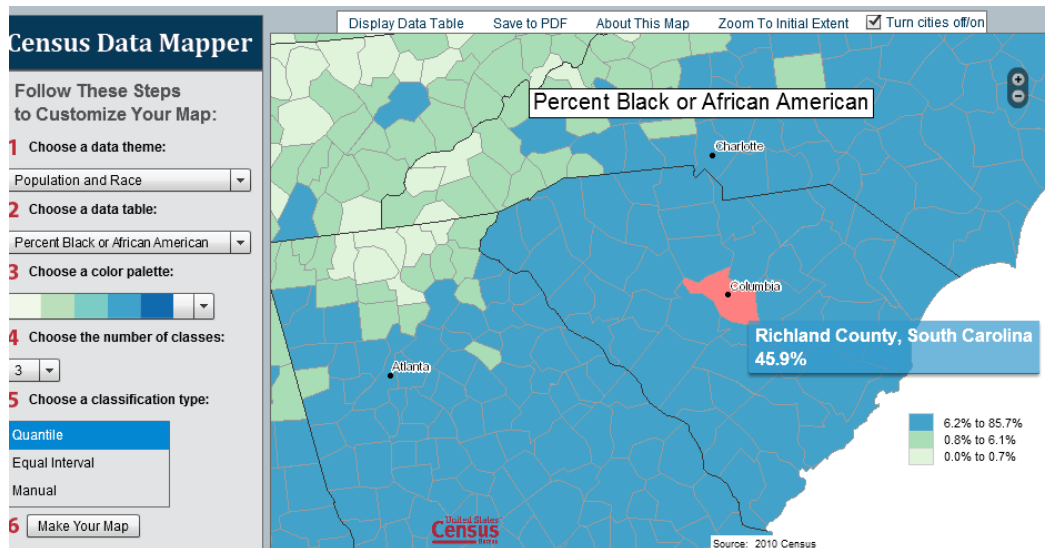 Census Data Mapper
Follow These Steps
to Customize Your Map:
1 Choose a data theme:
Population and Race
2 Choose a data table:
Percent Black or African American
3 Choose a color palette:
4 Choose the number of classes:
3
5 Choose a classification type:
Quantile
Equal Interval
Manual
6 Make Your Map
Display Data Table Save to PDF About This Map Zoom To Initial Extent Turn cities off/on
Percent Black or African American
Charlotte
Columbia
Richland County, South Carolina
45.9%
Atlanta
6.2% to 85.7%
0.8% to 6.1%
0.0% to 0.7%
United States
Census
Bureau
Source: 2010 Census